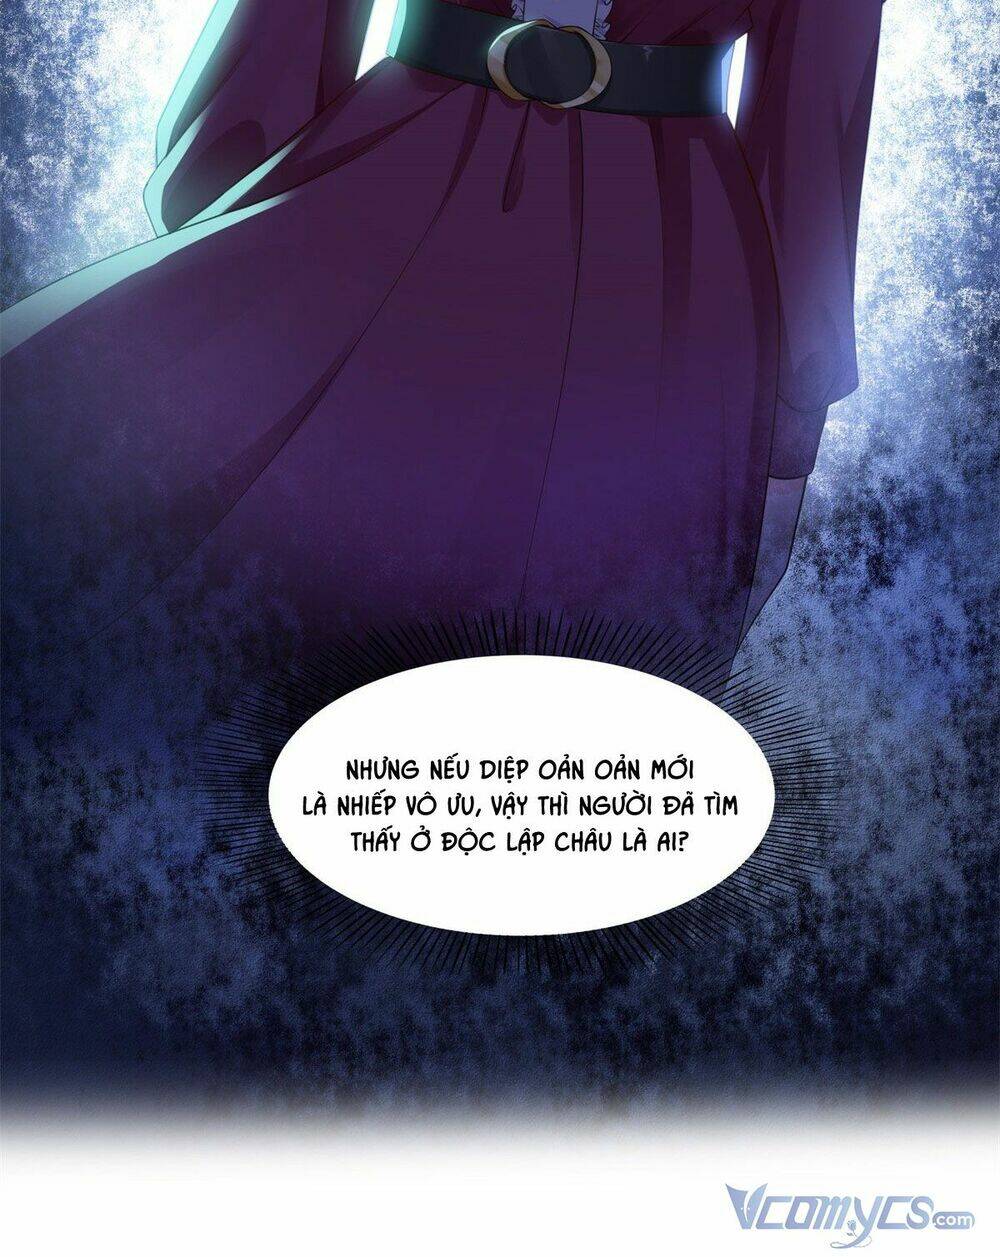 NHƯNG NẾU DIỆP OẢN OẢN MỚI
LÀ NHIẾP VÔ ƯU, VẬY THÌ NGƯỜI ĐÃ TÌM
THẤY Ở ĐỘC LẬP CHÂU LÀ AI?
VCOMYCS.com